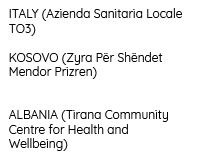 ITALY (Azienda Sanitaria Locale
TO3)
KOSOVO (Zyra Për Shëndet
Mendor Prizren)
ALBANIA (Tirana Community
Centre for Health and
Wellbeing)